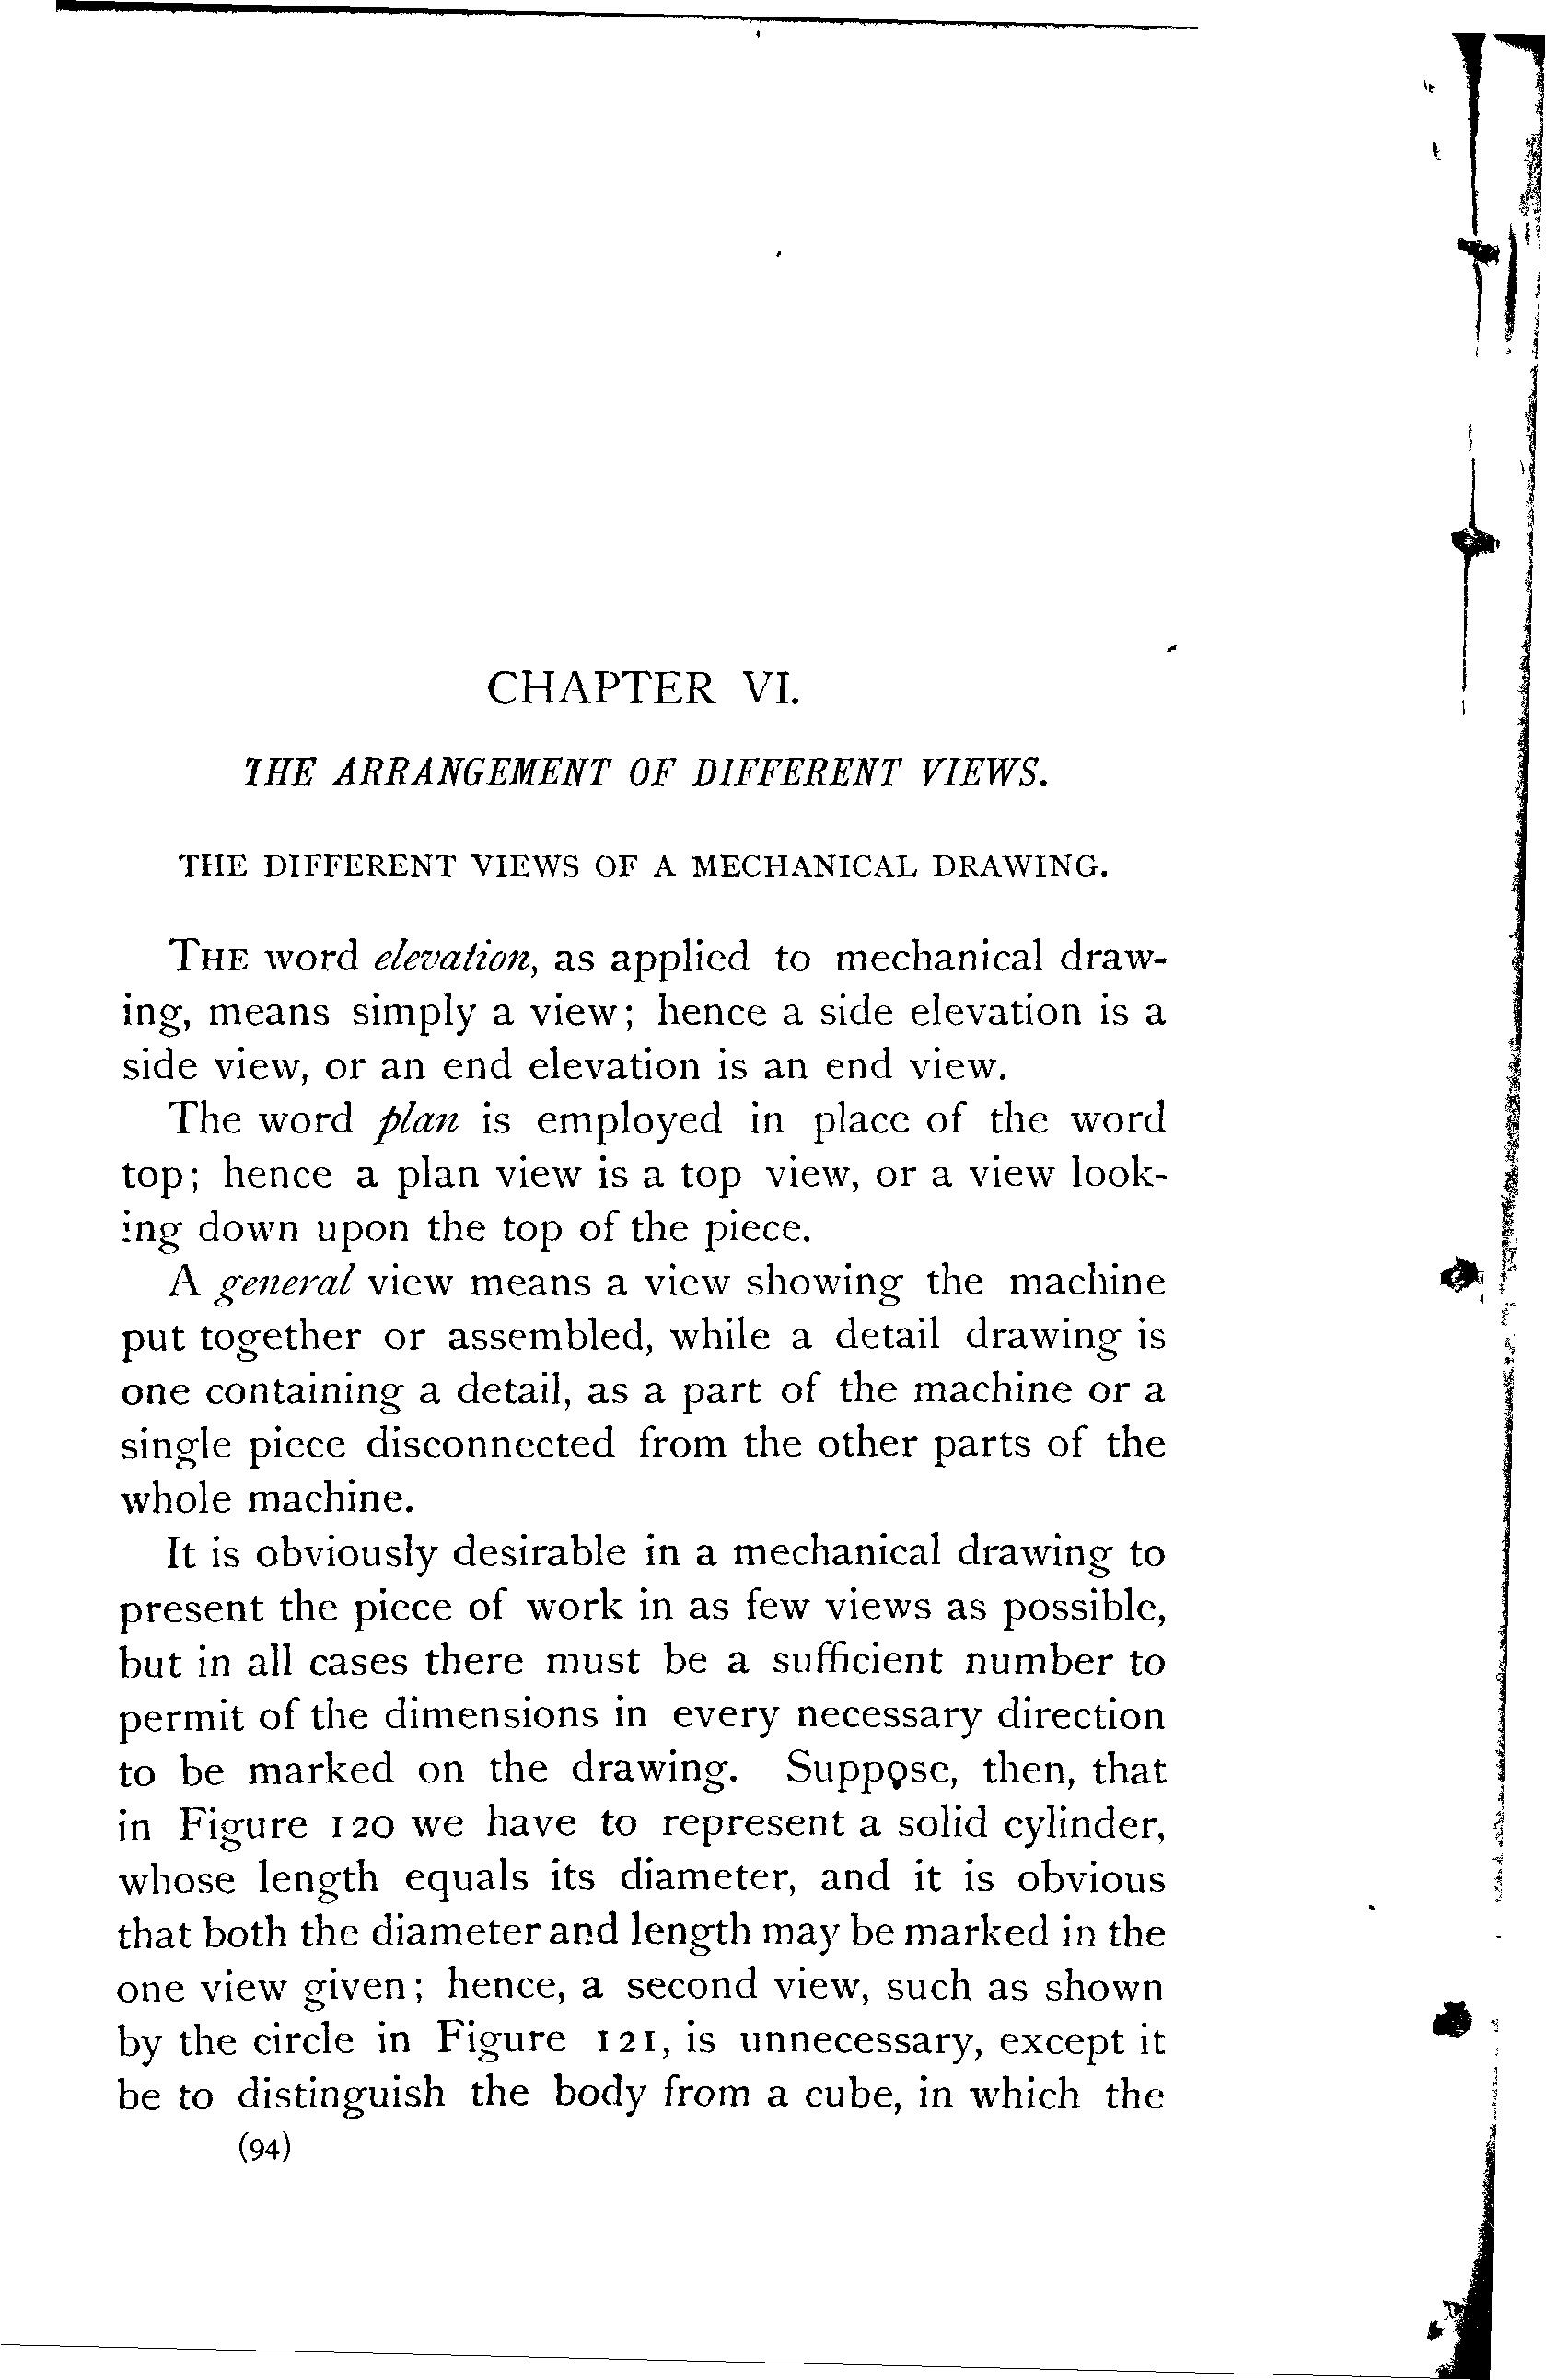 CHAPTER VI.
THE ARRANGEMENT OF DIFFERENT VIEWS.
THE DIFFERENT VIEWS OF A MECHANICAL DRAWING.
THE word elevation, as applied to mechanical draw-
ing, means simply a view; hence a side elevation is a
side view, or an end elevation is an end view.
The word plan is employed in place of the word
top; hence a plan view is a top view, or a view look-
ing down upon the top of the piece.
A general view means a view showing the machine
put together or assembled, while a detail drawing is
one containing a detail, as a part of the machine or a
single piece disconnected from the other parts of the
whole machine.
It is obviously desirable in a mechanical drawing to
present the piece of work in as few views as possible,
but in all cases there must be a sufficient number to
permit of the dimensions in every necessary direction
to be marked on the drawing. Suppose, then, that
in Figure 120 we have to represent a solid cylinder,
whose length equals its diameter, and it is obvious
that both the diameter and length may be marked in the
one view given; hence, a second view, such as shown
by the circle in Figure 121, is unnecessary, except it
be to distinguish the body from a cube, in which the
(94)